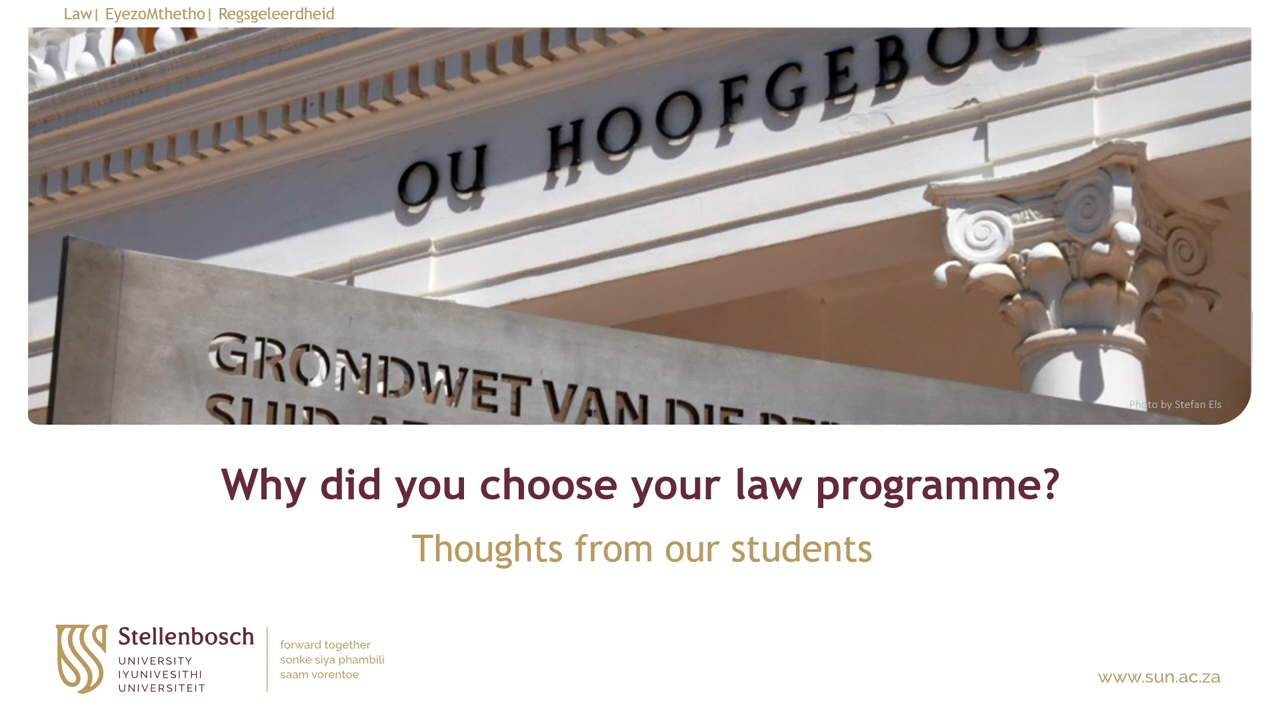 Law| EyezoMthetho| Regsgeleerdheid
OU HOOFGEBOU
GRONDWET VAN DIE
Photo by Stefan Els
Why did you choose your law programme?
Thoughts from our students
Stellenbosch
UNIVERSITY
IYUNIVESITHI
UNIVERSITEIT
forward together
sonke siya phambili
saam vorentoe
www.sun.ac.za